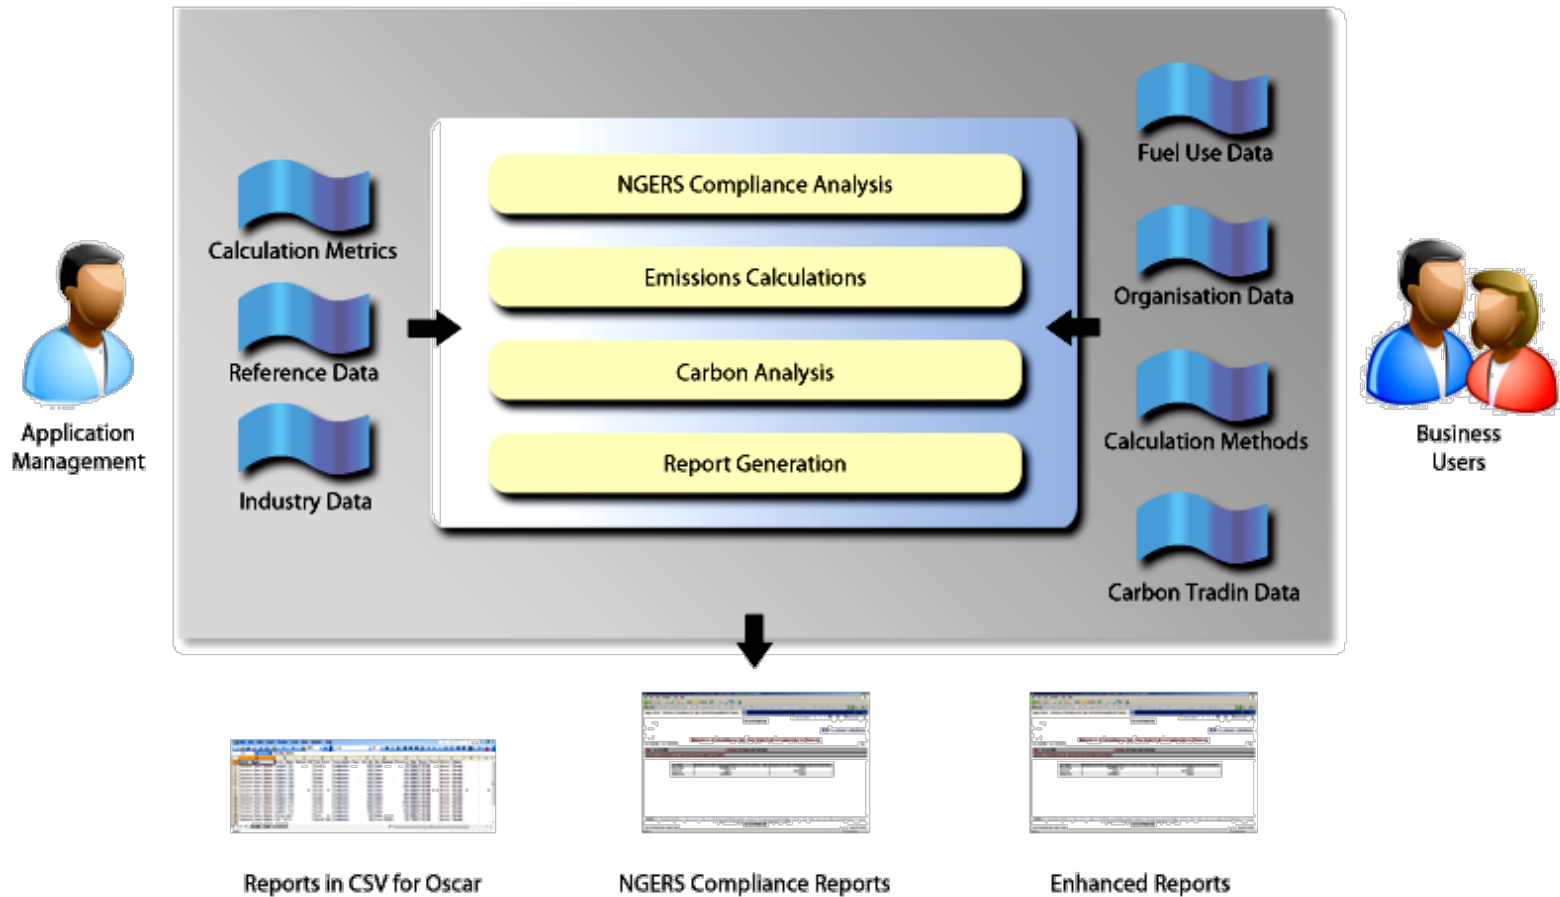 Fuel Use Data
NGERS Compliance Analysis
Calculation Metrics
Emissions Calculations
Organisation Data
Reference Data
Carbon Analysis
Application
Management
Calculation Methods
Business
Users
Report Generation
Industry Data
Carbon Tradin Data
Reports in CSV for Oscar
NGERS Compliance Reports
Enhanced Reports